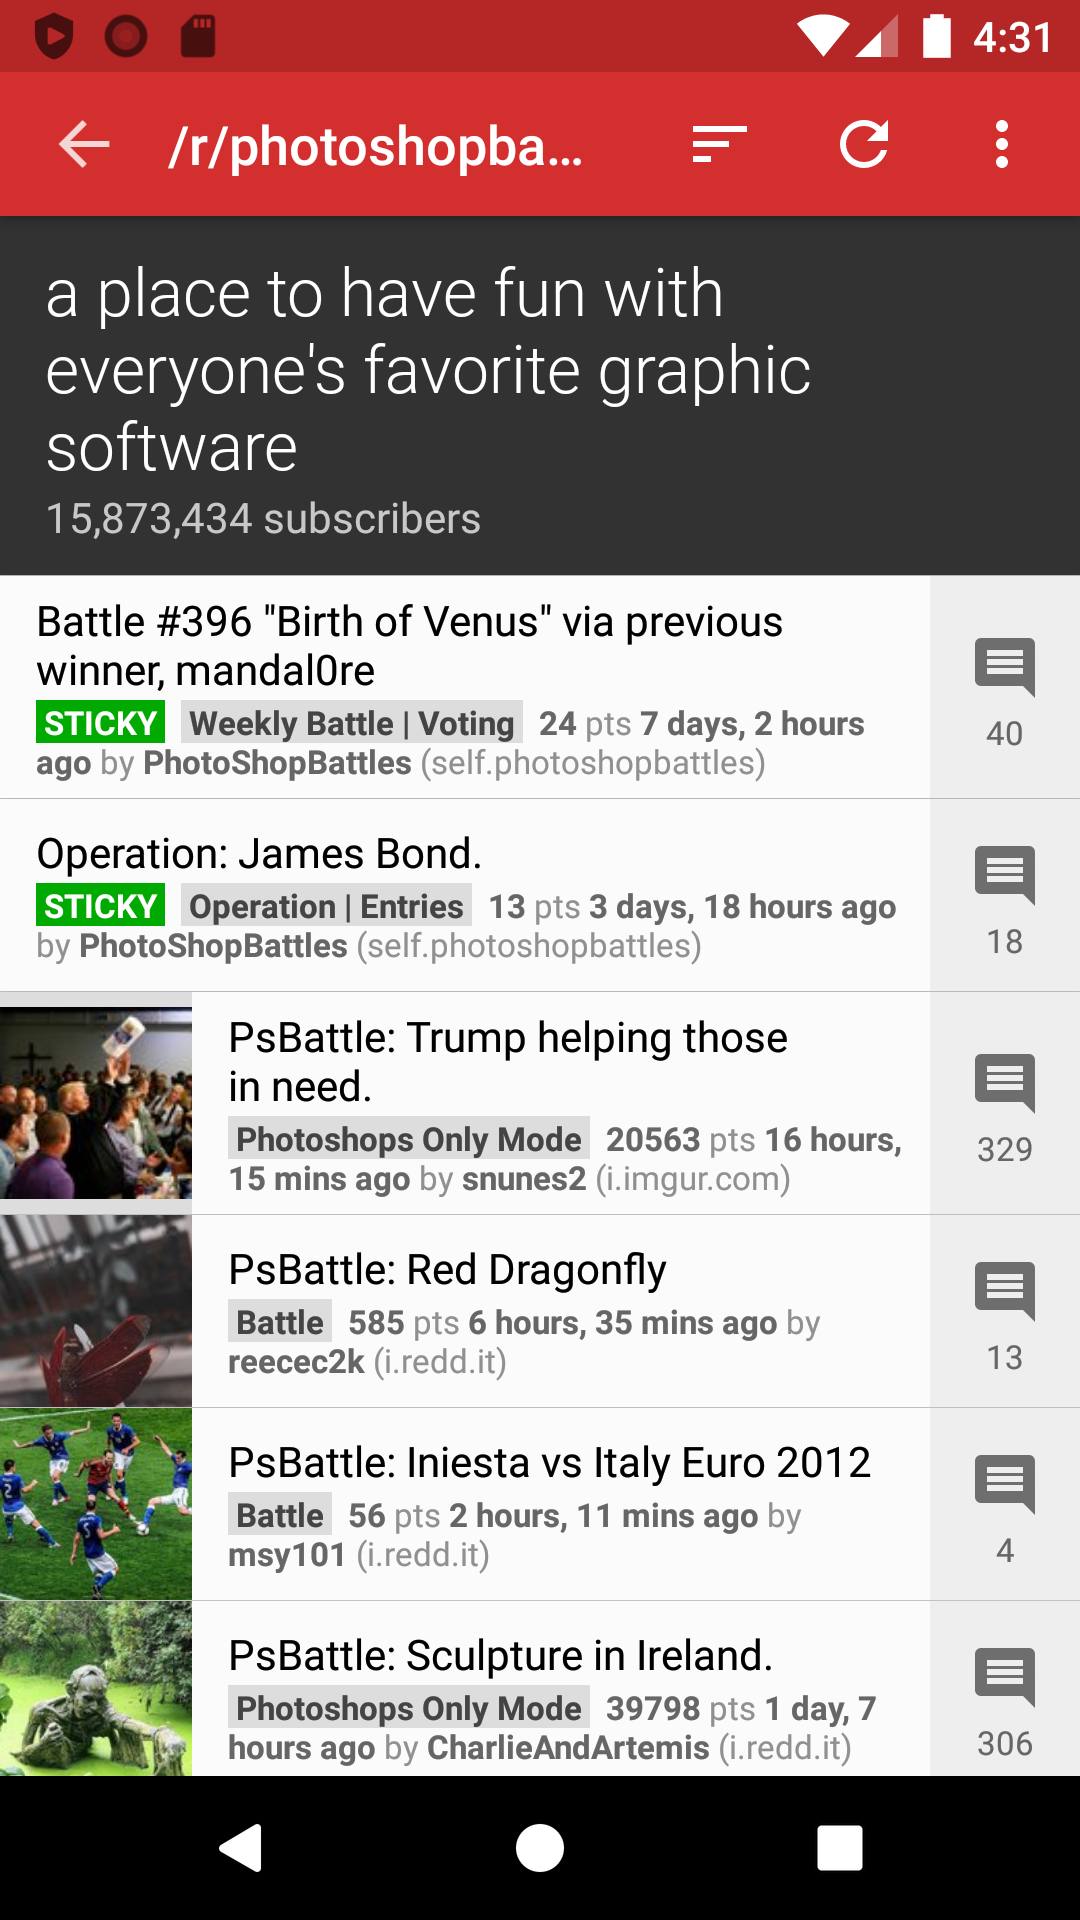 4:31
/r/photoshopba...
a place to have fun with
everyone's favorite graphic
software
15,873,434 subscribers
Battle #396 "Birth of Venus" via previous
winner, mandal0re
STICKY Weekly Battle | Voting 24 pts 7 days, 2 hours
ago by PhotoShopBattles (self.photoshopbattles)
40
Operation: James Bond.
STICKY Operation | Entries 13 pts 3 days, 18 hours ago
by PhotoShopBattles (self.photoshopbattles)
18
PsBattle: Trump helping those
in need.
Photoshops Only Mode 20563 pts 16 hours,
15 mins ago by snunes2 (i.imgur.com)
329
PsBattle: Red Dragonfly
Battle 585 pts 6 hours, 35 mins ago by
reecec2k (i.redd.it)
13
PsBattle: Iniesta vs Italy Euro 2012
Battle 56 pts 2 hours, 11 mins ago by
msy101 (i.redd.it)
4
PsBattle: Sculpture in Ireland.
Photoshops Only Mode 39798 pts 1 day, 7
hours ago by CharlieAndArtemis (i.redd.it)
306